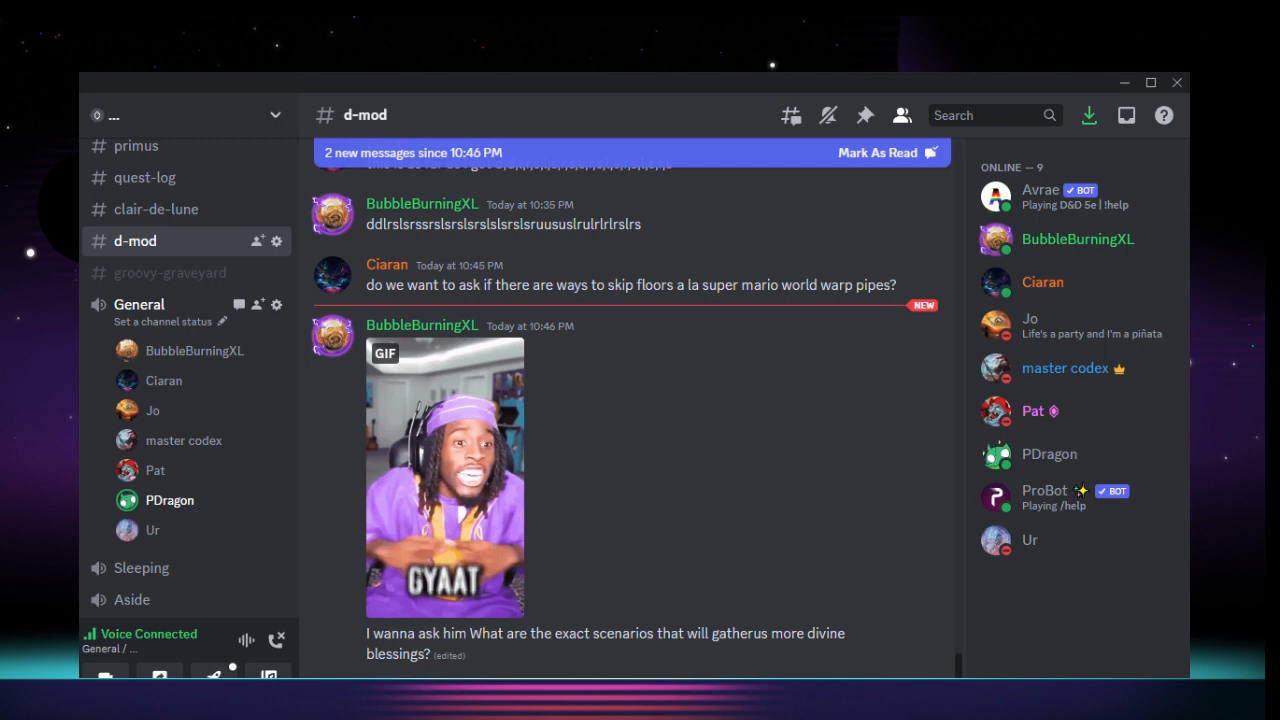 ...
# d-mod
Search
# primus
# quest-log
# clair-de-lune
# d-mod
# groovy-graveyard
General
Set a channel status
BubbleBurningXL
Ciaran
Jo
master codex
Pat
PDragon
Ur
Sleeping
Aside
Voice Connected
General / ...
2 new messages since 10:46 PM
Mark As Read
BubbleBurningXL Today at 10:35 PM
ddlrslsrssrslsrslsrslslsrslsruususlrulrlrlrslrs
Ciaran Today at 10:45 PM
do we want to ask if there are ways to skip floors a la super mario world warp pipes?
NEW
BubbleBurningXL Today at 10:46 PM
GIF
GYAAT
I wanna ask him What are the exact scenarios that will gatherus more divine
blessings? (edited)
ONLINE — 9
Avrae ✓ BOT
Playing D&D 5e | !help
BubbleBurningXL
Ciaran
Jo
Life's a party and I'm a piñata
master codex
Pat
PDragon
ProBot ✨ ✓ BOT
Playing /help
Ur